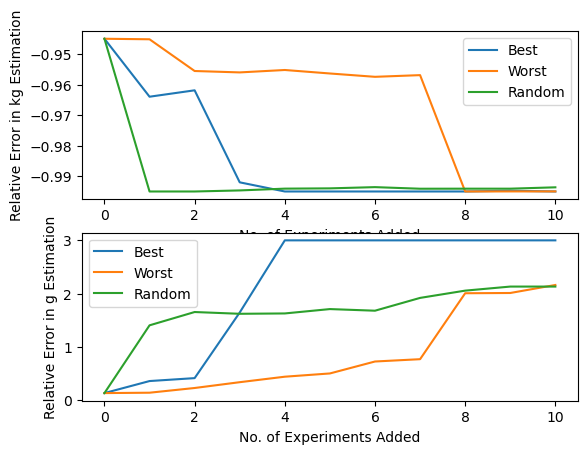 Relative Error in kg Estimation
−0.95
−0.96
−0.97
−0.98
−0.99
Best
Worst
Random
0
2
4
6
8
10
No. of Experiments Added
Relative Error in g Estimation
3
2
1
0
Best
Worst
Random
0
2
4
6
8
10
No. of Experiments Added